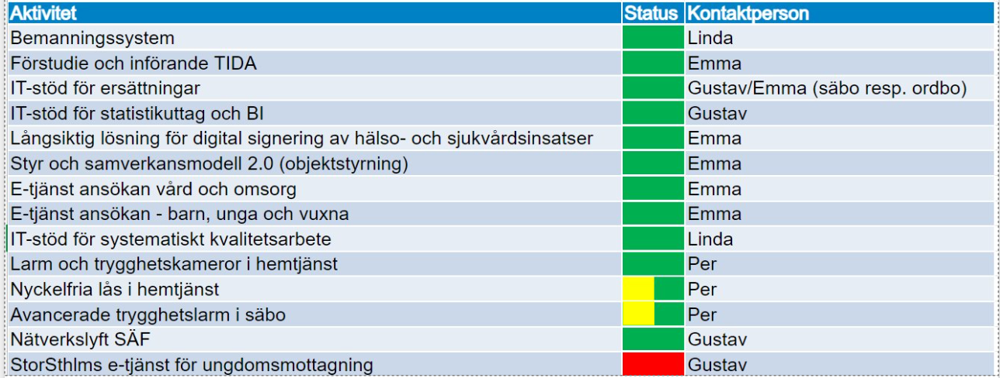 Aktivitet Status Kontaktperson
Bemanningssystem Linda
Förstudie och införande TIDA Emma
IT-stöd för ersättningar Gustav/Emma (säbo resp. ordbo)
IT-stöd för statistikuttag och BI Gustav
Långsiktig lösning för digital signering av hälso- och sjukvårdsinsatser Emma
Styr och samverkansmodell 2.0 (objektstyrning) Emma
E-tjänst ansökan vård och omsorg Emma
E-tjänst ansökan - barn, unga och vuxna Emma
IT-stöd för systematiskt kvalitetsarbete Linda
Larm och trygghetskameror i hemtjänst Per
Nyckelfria lås i hemtjänst Per
Avancerade trygghetslarm i säbo Per
Nätverkslyft SÄF Gustav
StorSthlms e-tjänst för ungdomsmottagning Gustav